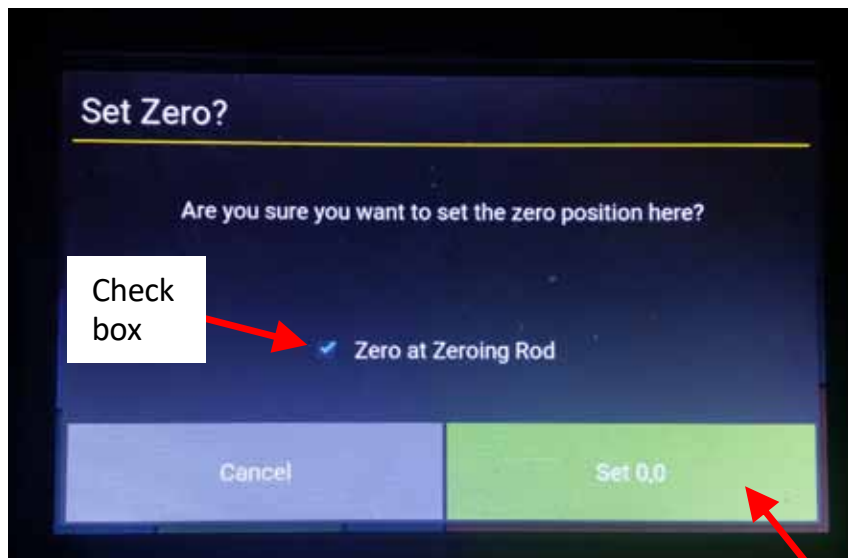 Set Zero?
Are you sure you want to set the zero position here?
Check
box
Zero at Zeroing Rod
Cancel
Set 0,0